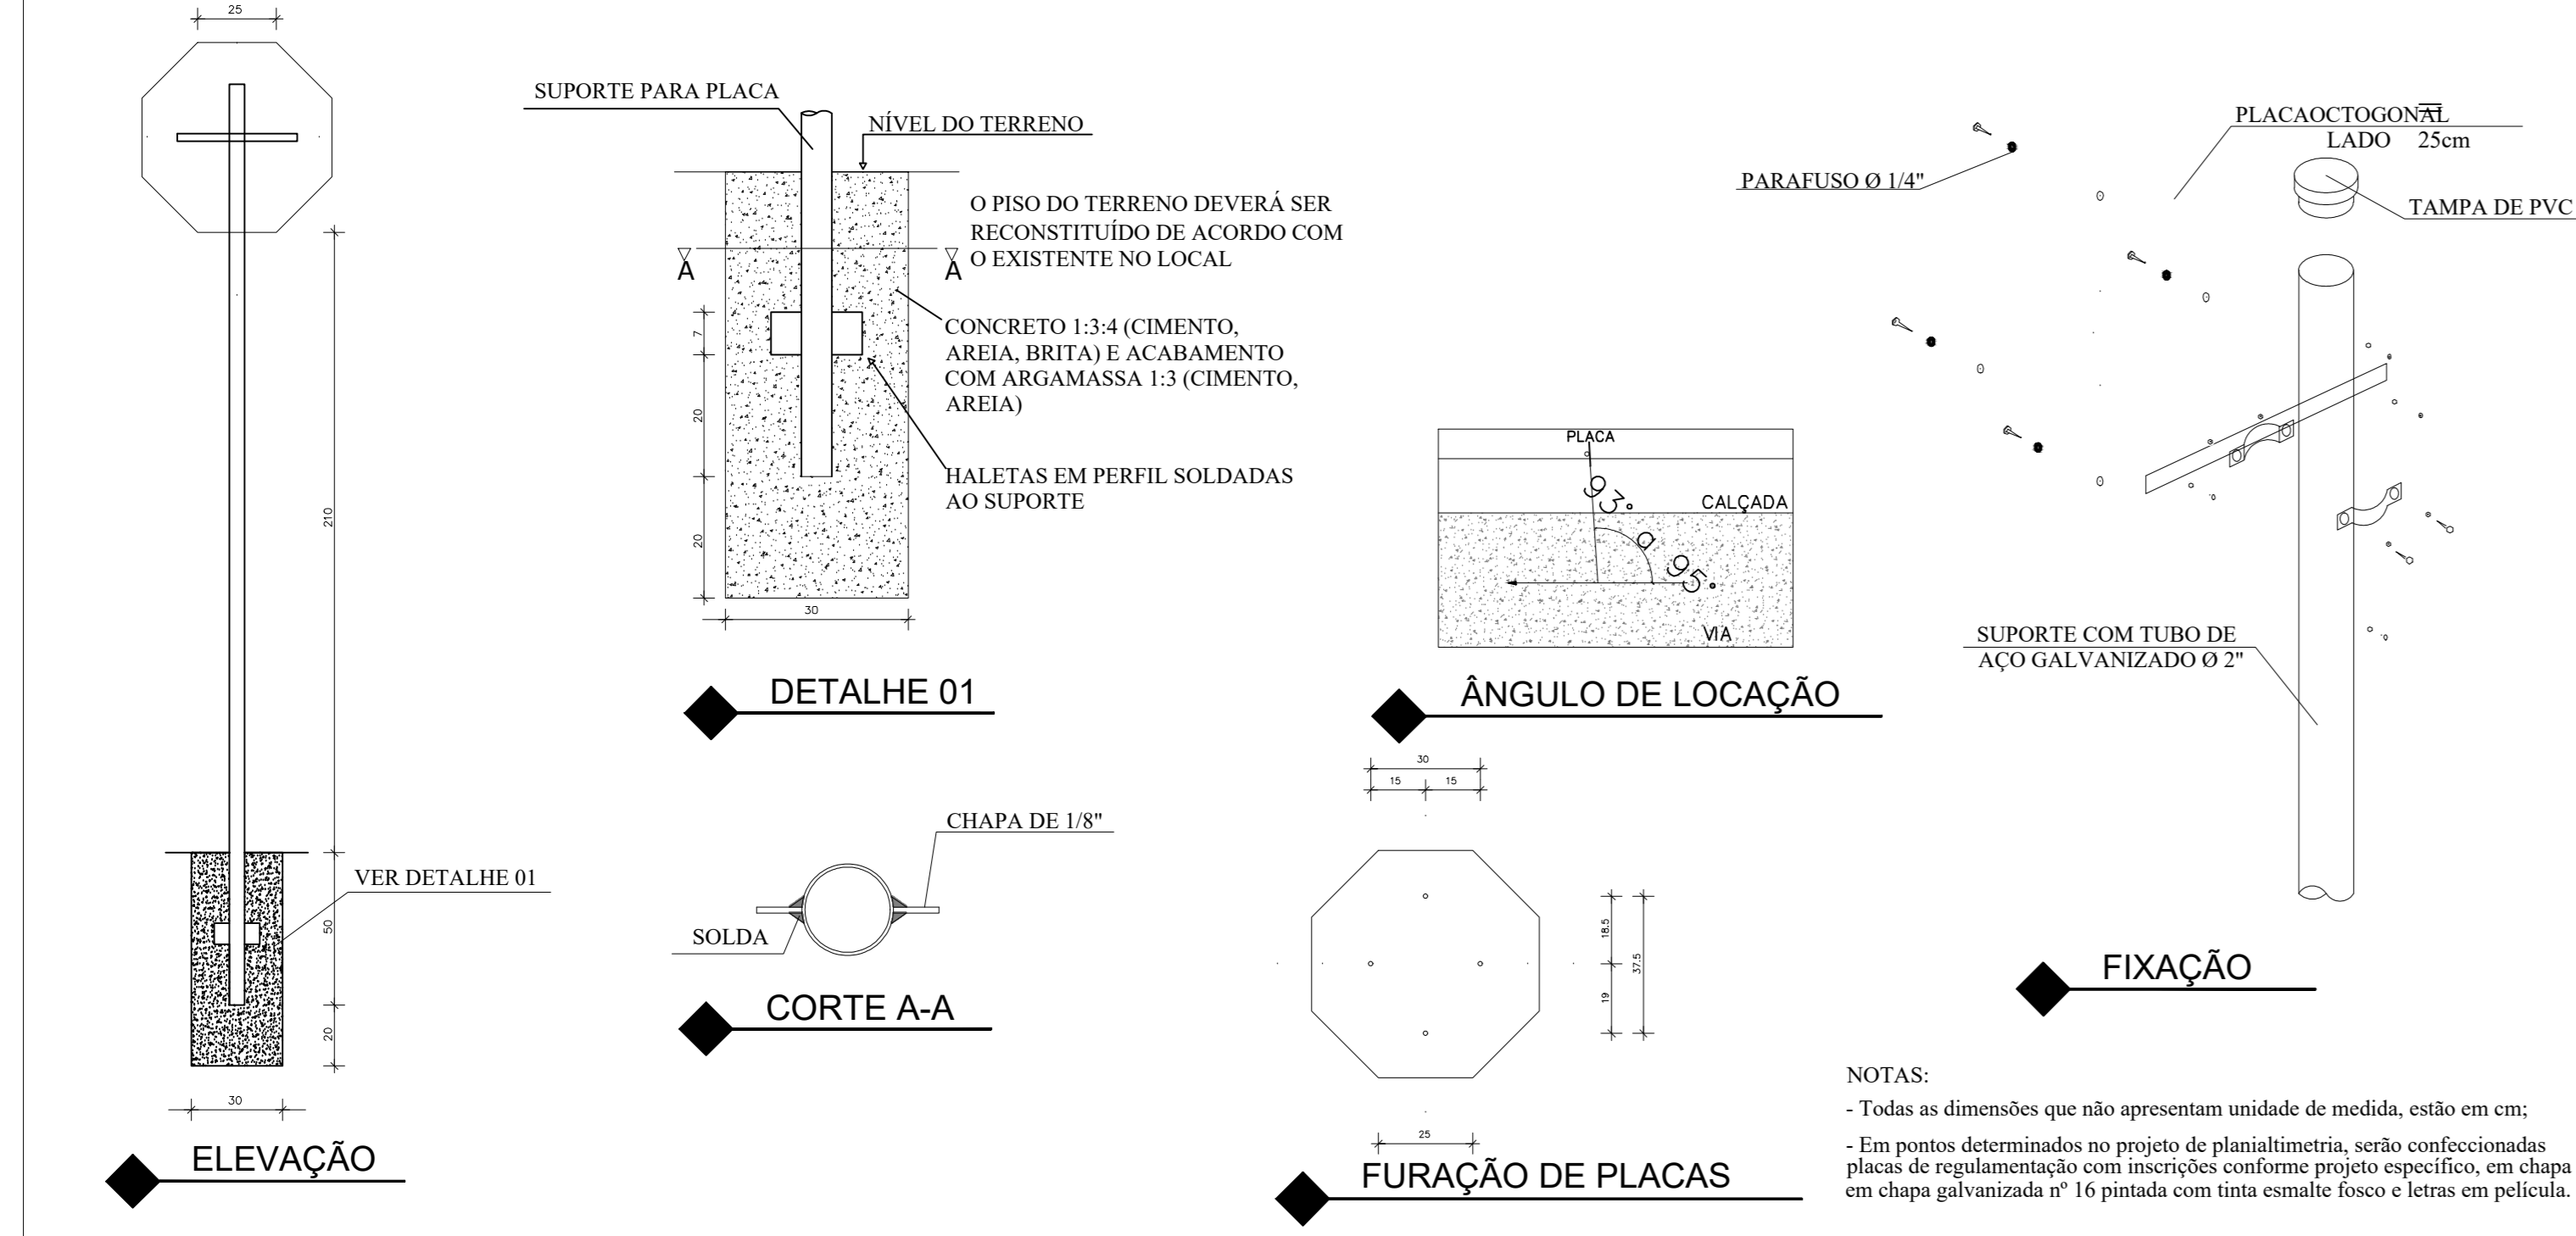 25
210
VER DETALHE 01
50
20
30
ELEVAÇÃO
SUPORTE PARA PLACA
NÍVEL DO TERRENO
O PISO DO TERRENO DEVERÁ SER
RECONSTITUÍDO DE ACORDO COM
O EXISTENTE NO LOCAL
A
A
CONCRETO 1:3:4 (CIMENTO,
AREIA, BRITA) E ACABAMENTO
COM ARGAMASSA 1:3 (CIMENTO,
AREIA)
HALETAS EM PERFIL SOLDADAS
AO SUPORTE
7
20
20
30
DETALHE 01
CHAPA DE 1/8"
SOLDA
CORTE A-A
PLACA
93° a 95°
CALÇADA
VIA
ÂNGULO DE LOCAÇÃO
30
15
15
18.5
37.5
19
25
FURAÇÃO DE PLACAS
PLACAOCTOGONAL
LADO = 25cm
PARAFUSO Ø 1/4"
TAMPA DE PVC
SUPORTE COM TUBO DE
AÇO GALVANIZADO Ø 2"
FIXAÇÃO
NOTAS:
- Todas as dimensões que não apresentam unidade de medida, estão em cm;
- Em pontos determinados no projeto de planialtimetria, serão confeccionadas
placas de regulamentação com inscrições conforme projeto específico, em chapa
em chapa galvanizada nº 16 pintada com tinta esmalte fosco e letras em película.